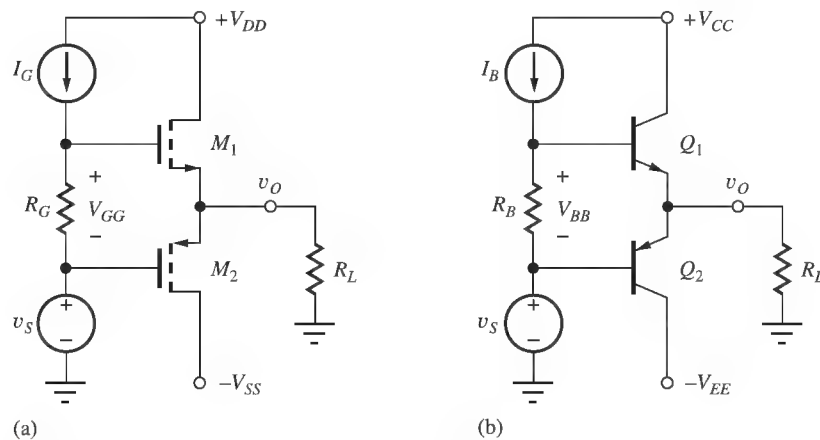 +V_DD
I_G
M_1
+
R_G V_GG
−
v_O
M_2
R_L
+
v_S
−
−V_SS
(a)
+V_CC
I_B
Q_1
+
R_B V_BB
−
v_O
Q_2
R_L
+
v_S
−
−V_EE
(b)